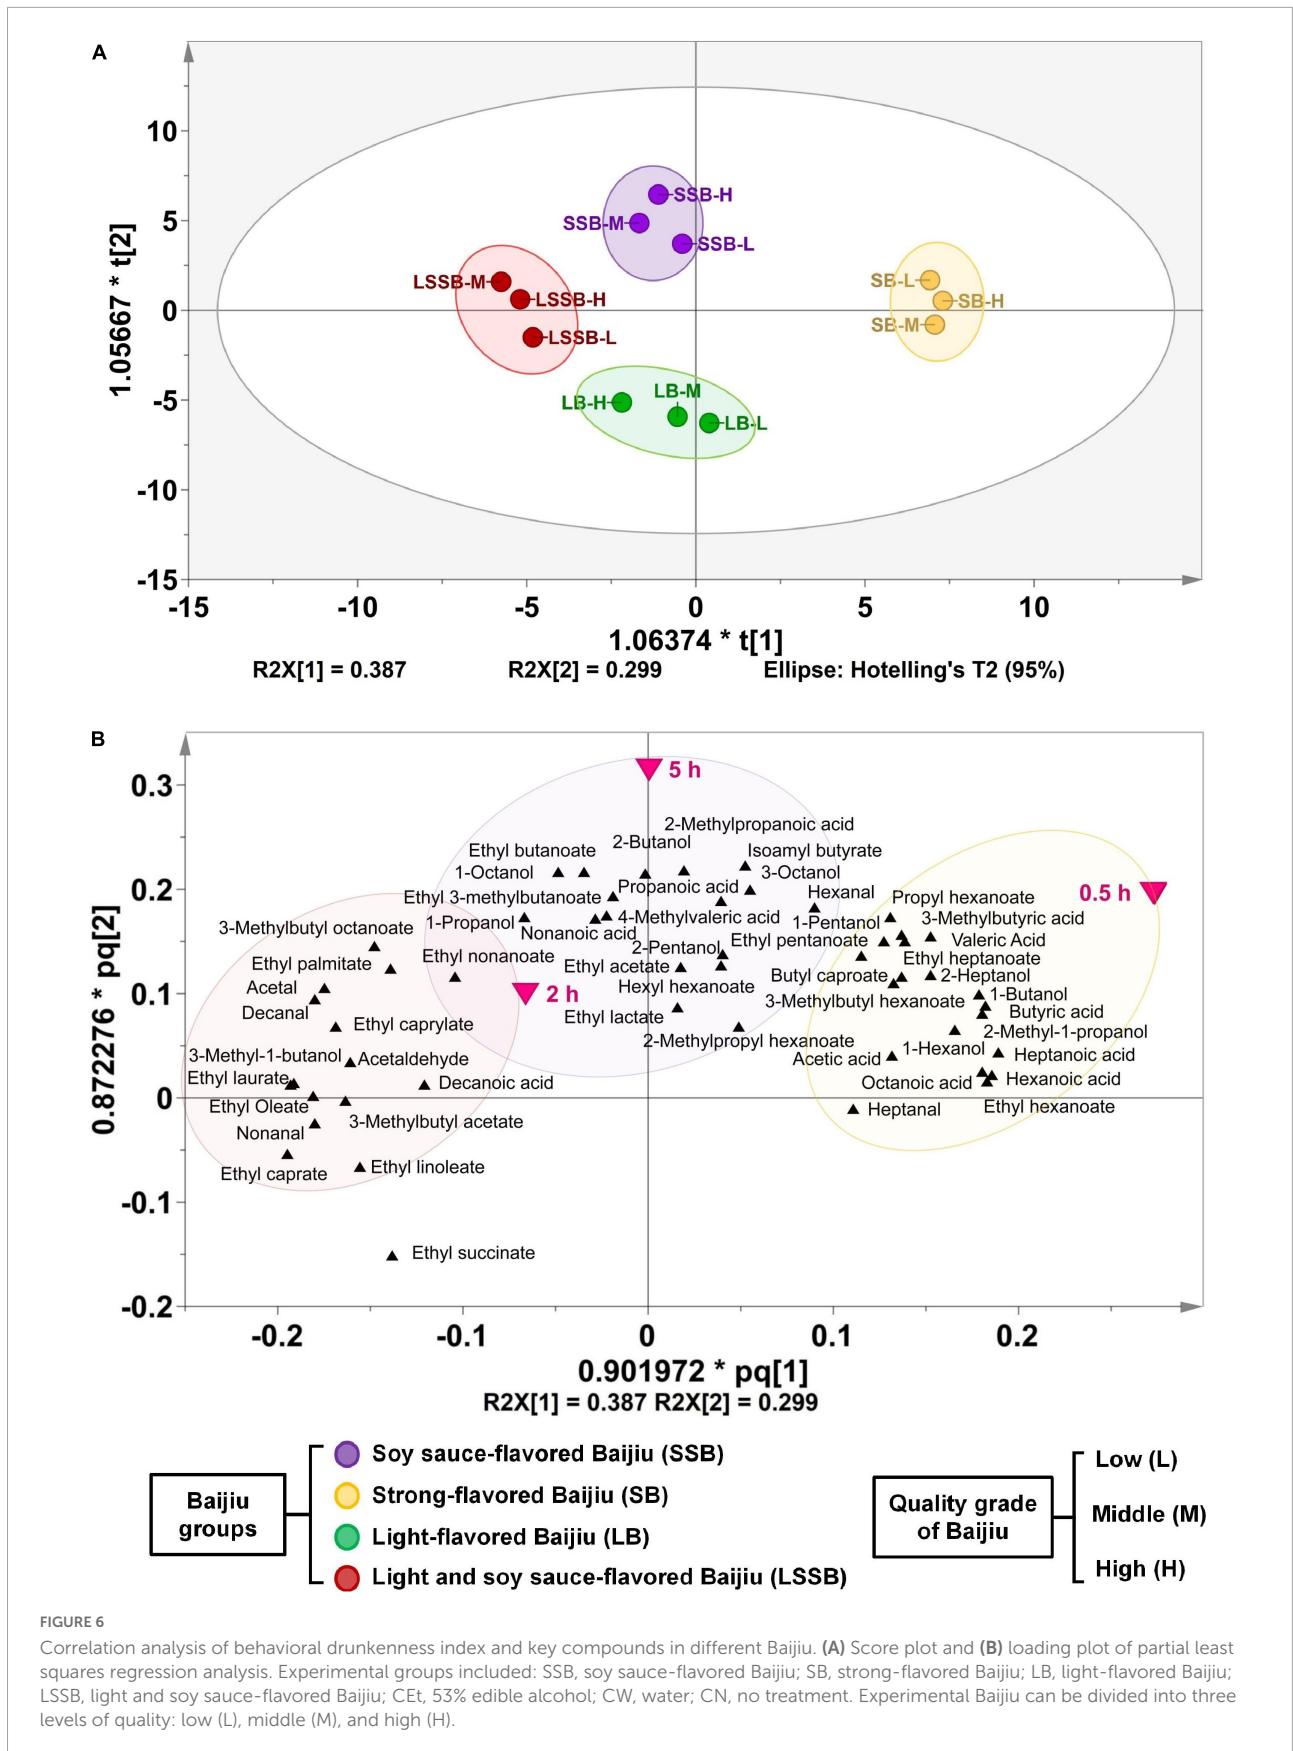 A
10
5
0
-5
-10
-15
1.05667 * t[2]
SSB-H
SSB-M
SSB-L
LSSB-M
LSSB-H
LSSB-L
SB-L
SB-H
SB-M
LB-M
LB-H
LB-L
-15 -10 -5 0 5 10
1.06374 * t[1]
R2X[1] = 0.387 R2X[2] = 0.299 Ellipse: Hotelling's T2 (95%)
B
0.3
0.2
0.1
0
-0.1
-0.2
0.872276 * pq[2]
5 h
2-Methylpropanoic acid
2-Butanol
Ethyl butanoate
Isoamyl butyrate
1-Octanol
3-Octanol
Propanoic acid
Hexanal
0.5 h
Ethyl 3-methylbutanoate
Propyl hexanoate
1-Propanol
4-Methylvaleric acid
1-Pentanol
3-Methylbutyric acid
3-Methylbutyl octanoate
Nonanoic acid
Ethyl pentanoate
Valeric Acid
2-Pentanol
Ethyl nonanoate
Ethyl heptanoate
Ethyl palmitate
Ethyl acetate
Butyl caproate
2-Heptanol
Acetal
2 h
Hexyl hexanoate
3-Methylbutyl hexanoate
1-Butanol
Decanal
Ethyl lactate
Butyric acid
Ethyl caprylate
2-Methylpropyl hexanoate
2-Methyl-1-propanol
3-Methyl-1-butanol
Acetaldehyde
Acetic acid
1-Hexanol
Heptanoic acid
Ethyl laurate
Decanoic acid
Octanoic acid
Hexanoic acid
Ethyl Oleate
Heptanal
Ethyl hexanoate
3-Methylbutyl acetate
Nonanal
Ethyl caprate
Ethyl linoleate
Ethyl succinate
-0.2 -0.1 0 0.1 0.2
0.901972 * pq[1]
R2X[1] = 0.387 R2X[2] = 0.299
Baijiu
groups
Soy sauce-flavored Baijiu (SSB)
Strong-flavored Baijiu (SB)
Light-flavored Baijiu (LB)
Light and soy sauce-flavored Baijiu (LSSB)
Quality grade
of Baijiu
Low (L)
Middle (M)
High (H)
FIGURE 6
Correlation analysis of behavioral drunkenness index and key compounds in different Baijiu. (A) Score plot and (B) loading plot of partial least
squares regression analysis. Experimental groups included: SSB, soy sauce-flavored Baijiu; SB, strong-flavored Baijiu; LB, light-flavored Baijiu;
LSSB, light and soy sauce-flavored Baijiu; CEt, 53% edible alcohol; CW, water; CN, no treatment. Experimental Baijiu can be divided into three
levels of quality: low (L), middle (M), and high (H).